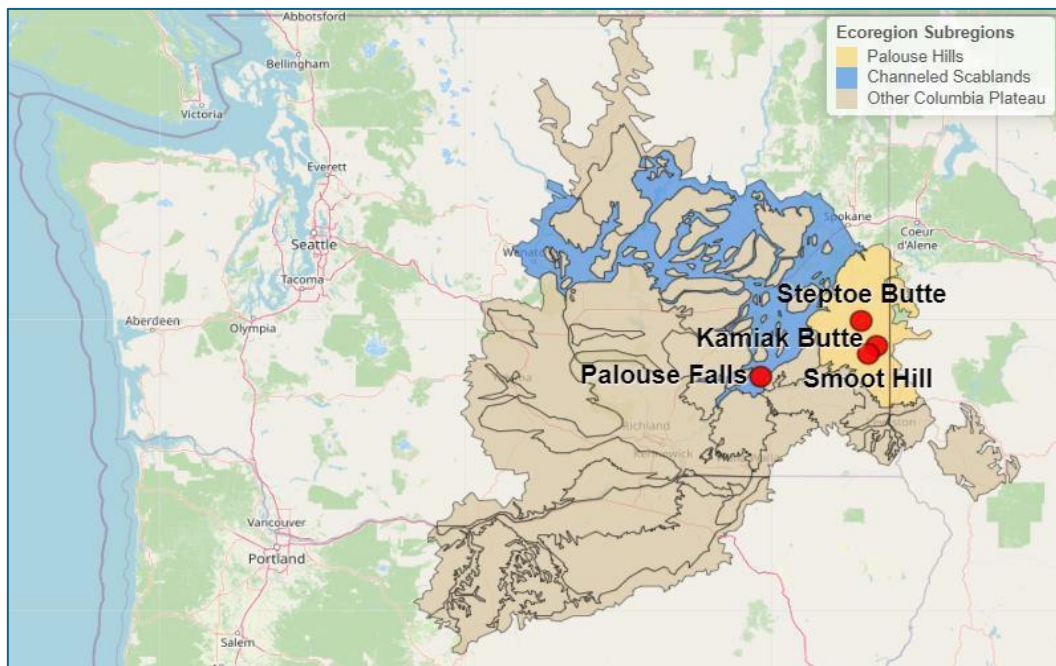 Abbotsford
Bellingham
Victoria
Everett
Seattle
Tacoma
Olympia
Aberdeen
Vancouver
Portland
Salem
Richland
Kennewick
Spokane
Coeur
d'Alene
Ecoregion Subregions
Palouse Hills
Channeled Scablands
Other Columbia Plateau
Steptoe Butte
Kamiak Butte
Palouse Falls
Smoot Hill